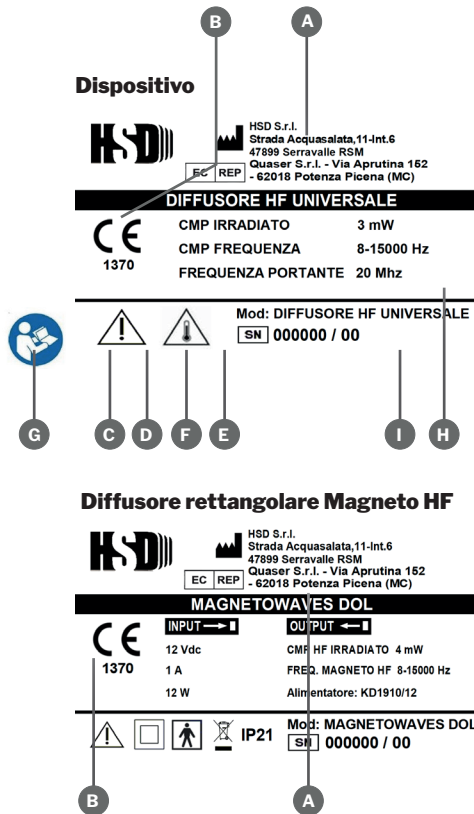 B A
Dispositivo
HSD
HSD S.r.l.
Strada Acquasalata,11-Int.6
47899 Serravalle RSM
EC REP
Quaser S.r.l. - Via Aprutina 152
- 62018 Potenza Picena (MC)
DIFFUSORE HF UNIVERSALE
CE
1370
CMP IRRADIATO 3 mW
CMP FREQUENZA 8-15000 Hz
FREQUENZA PORTANTE 20 Mhz
Mod: DIFFUSORE HF UNIVERSALE
SN 000000 / 00
G C D F E I H
Diffusore rettangolare Magneto HF
HSD
HSD S.r.l.
Strada Acquasalata,11-Int.6
47899 Serravalle RSM
EC REP
Quaser S.r.l. - Via Aprutina 152
- 62018 Potenza Picena (MC)
MAGNETOWAVES DOL
CE
1370
INPUT OUTPUT
12 Vdc CMP HF IRRADIATO 4 mW
1 A FREQ. MAGNETO HF 8-15000 Hz
12 W Alimentatore: KD1910/12
IP21
Mod: MAGNETOWAVES DOL
SN 000000 / 00
B A